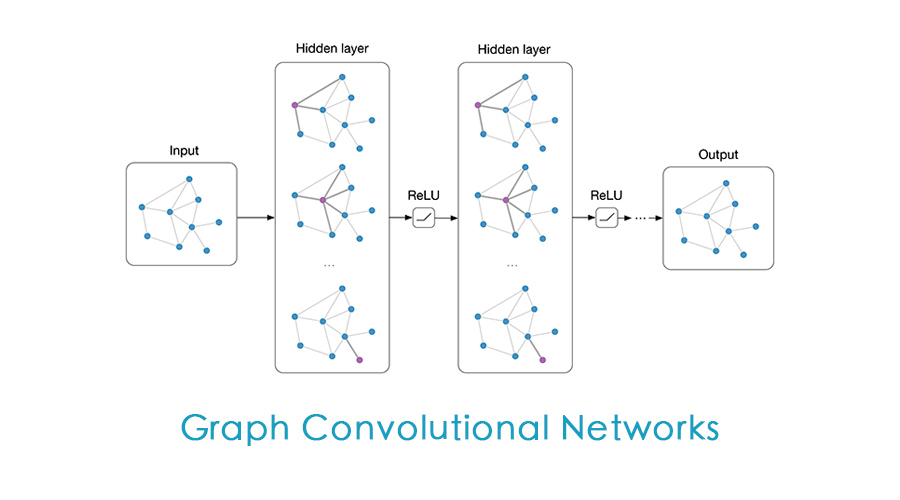 Hidden layer
Hidden layer
Input
Output
ReLU
ReLU
...
...
...
Graph Convolutional Networks